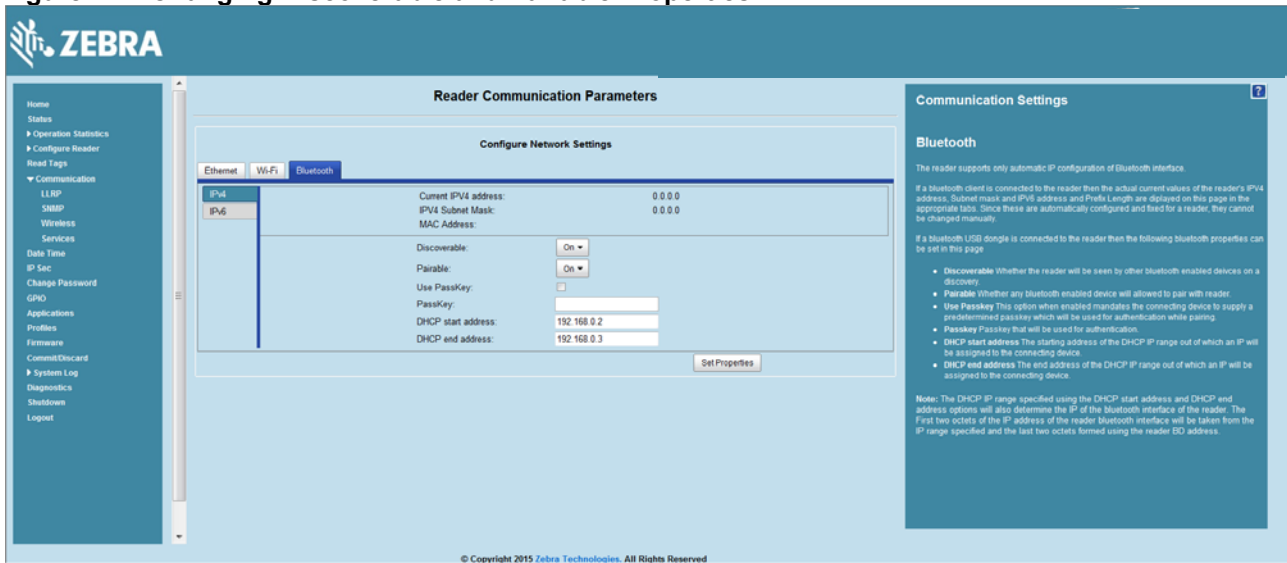 ZEBRA
Home
Status
Operation Statistics
Configure Reader
Read Tags
Communication
LLRP
SNMP
Wireless
Services
Date Time
IP Sec
Change Password
GPIO
Applications
Profiles
Firmware
Commit/Discard
System Log
Diagnostics
Shutdown
Logout
Reader Communication Parameters
Configure Network Settings
Ethernet Wi-Fi Bluetooth
IPv4
IPv6
Current IPV4 address: 0.0.0.0
IPV4 Subnet Mask: 0.0.0.0
MAC Address:
Discoverable: On
Pairable: On
Use PassKey:
PassKey:
DHCP start address: 192.168.0.2
DHCP end address: 192.168.0.3
Set Properties
Communication Settings ?
Bluetooth
The reader supports only automatic IP configuration of Bluetooth interface.
If a bluetooth client is connected to the reader then the actual current values of the reader's IPV4
address, Subnet mask and IPV6 address and Prefix Length are diplayed on this page in the
appropriate tabs. Since these are automatically configured and fixed for a reader, they cannot
be changed manually.
If a bluetooth USB dongle is connected to the reader then the following bluetooth properties can
be set in this page
• Discoverable Whether the reader will be seen by other bluetooth enabled deivces on a
discovery.
• Pairable Whether any bluetooth enabled device will allowed to pair with reader.
• Use Passkey This option when enabled mandates the connecting device to supply a
predetermined passkey which will be used for authentication while pairing.
• Passkey Passkey that will be used for authentication.
• DHCP start address The starting address of the DHCP IP range out of which an IP will
be assigned to the connecting device.
• DHCP end address The end address of the DHCP IP range out of which an IP will be
assigned to the connecting device.
Note: The DHCP IP range specified using the DHCP start address and DHCP end
address options will also determine the IP of the bluetooth interface of the reader. The
First two octets of the IP address of the reader bluetooth interface will be taken from the
IP range specified and the last two octets formed using the reader BD address.
© Copyright 2015 Zebra Technologies. All Rights Reserved